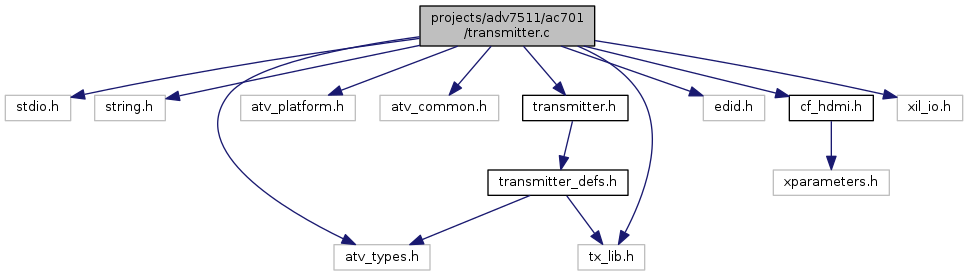 projects/adv7511/ac701
/transmitter.c
stdio.h
string.h
atv_platform.h
atv_common.h
transmitter.h
edid.h
cf_hdmi.h
xil_io.h
transmitter_defs.h
xparameters.h
atv_types.h
tx_lib.h